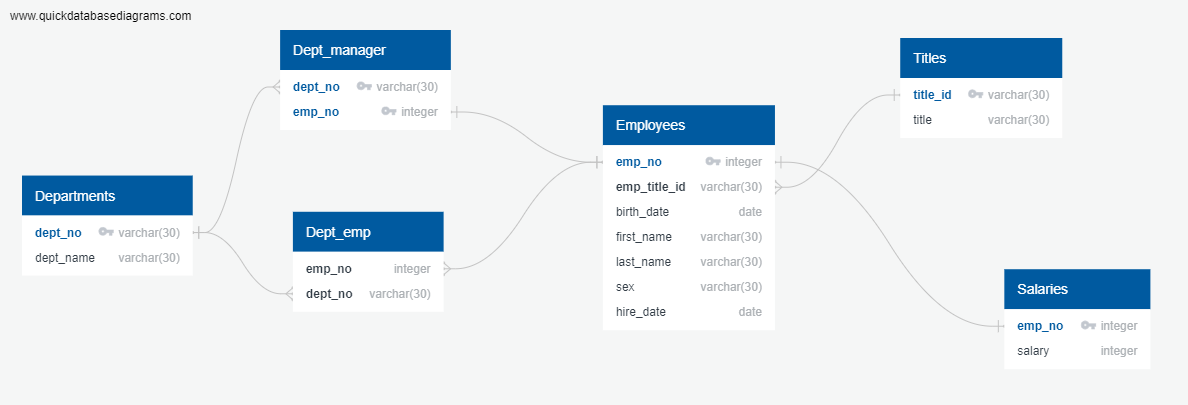 www.quickdatabasediagrams.com
Dept_manager
dept_no varchar(30)
emp_no integer
Departments
dept_no varchar(30)
dept_name varchar(30)
Dept_emp
emp_no integer
dept_no varchar(30)
Employees
emp_no integer
emp_title_id varchar(30)
birth_date date
first_name varchar(30)
last_name varchar(30)
sex varchar(30)
hire_date date
Titles
title_id varchar(30)
title varchar(30)
Salaries
emp_no integer
salary integer